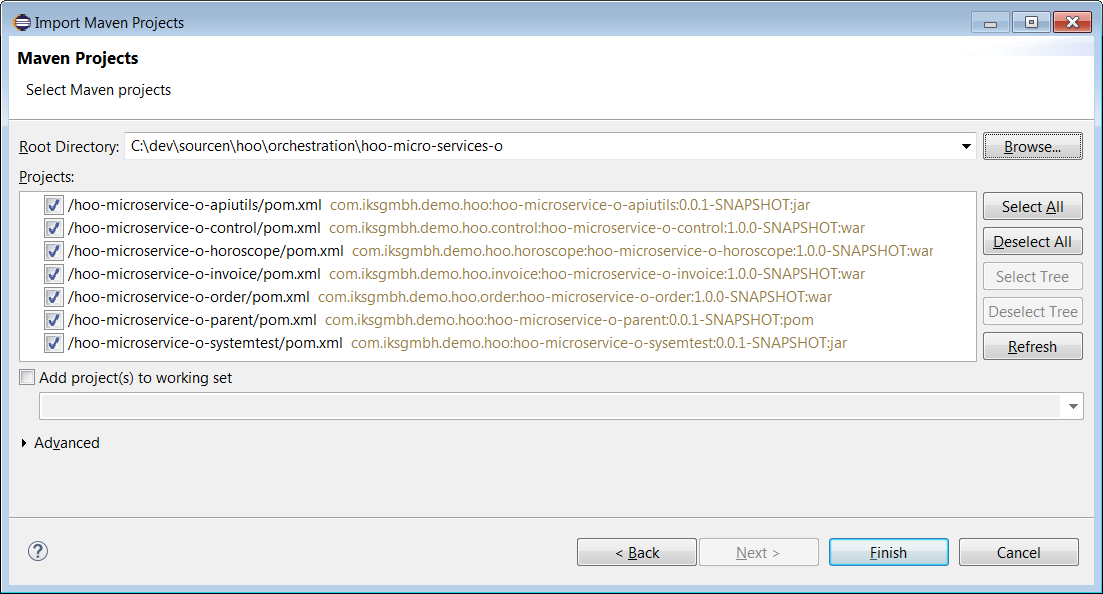 Import Maven Projects
Maven Projects
Select Maven projects
Root Directory: C:\dev\sourcen\hoo\orchestration\hoo-micro-services-o Browse...
Projects:
/hoo-microservice-o-apiutils/pom.xml com.iksgmbh.demo.hoo:hoo-microservice-o-apiutils:0.0.1-SNAPSHOT:jar
/hoo-microservice-o-control/pom.xml com.iksgmbh.demo.hoo.control:hoo-microservice-o-control:1.0.0-SNAPSHOT:war
/hoo-microservice-o-horoscope/pom.xml com.iksgmbh.demo.hoo.horoscope:hoo-microservice-o-horoscope:1.0.0-SNAPSHOT:war
/hoo-microservice-o-invoice/pom.xml com.iksgmbh.demo.hoo.invoice:hoo-microservice-o-invoice:1.0.0-SNAPSHOT:war
/hoo-microservice-o-order/pom.xml com.iksgmbh.demo.hoo.order:hoo-microservice-o-order:1.0.0-SNAPSHOT:war
/hoo-microservice-o-parent/pom.xml com.iksgmbh.demo.hoo:hoo-microservice-o-parent:0.0.1-SNAPSHOT:pom
/hoo-microservice-o-systemtest/pom.xml com.iksgmbh.demo.hoo:hoo-microservice-o-sysemtest:0.0.1-SNAPSHOT:jar
Select All
Deselect All
Select Tree
Deselect Tree
Refresh
Add project(s) to working set
Advanced
?
< Back Next > Finish Cancel